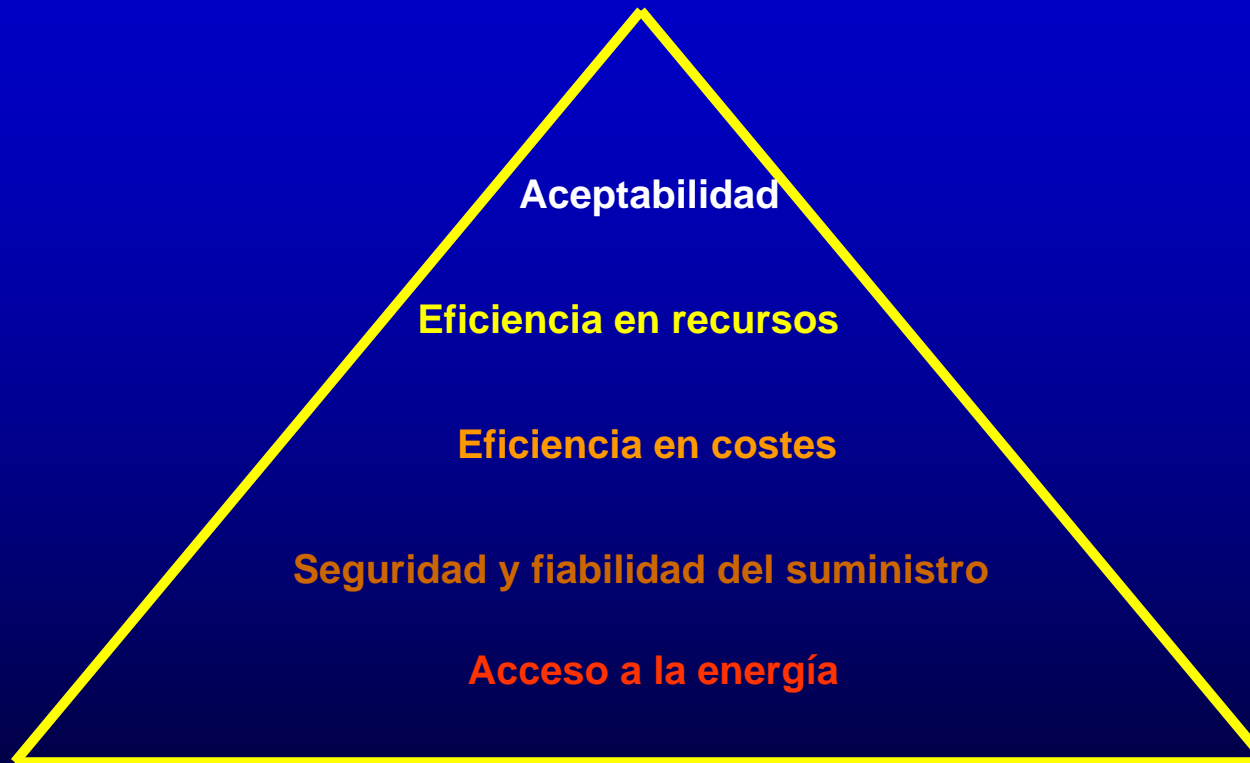 Aceptabilidad
Eficiencia en recursos
Eficiencia en costes
Seguridad y fiabilidad del suministro
Acceso a la energía